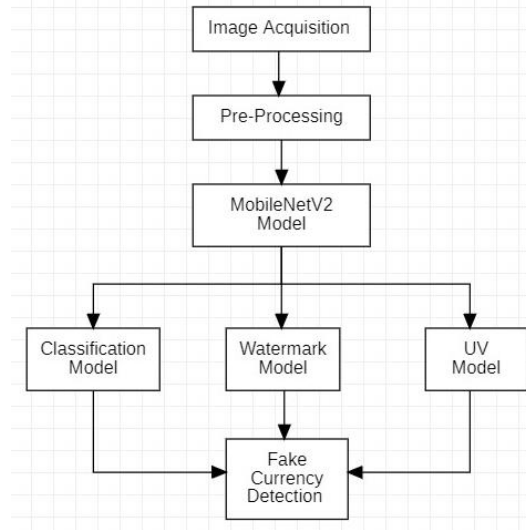 Image Acquisition
Pre-Processing
MobileNetV2
Model
Classification
Model
Watermark
Model
UV
Model
Fake
Currency
Detection